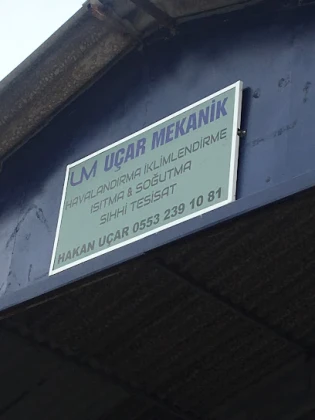 UM UÇAR MEKANİK
HAVALANDIRMA İKLİMLENDİRME
ISITMA & SOĞUTMA
SIHHİ TESİSAT
HAKAN UÇAR 0553 239 10 81